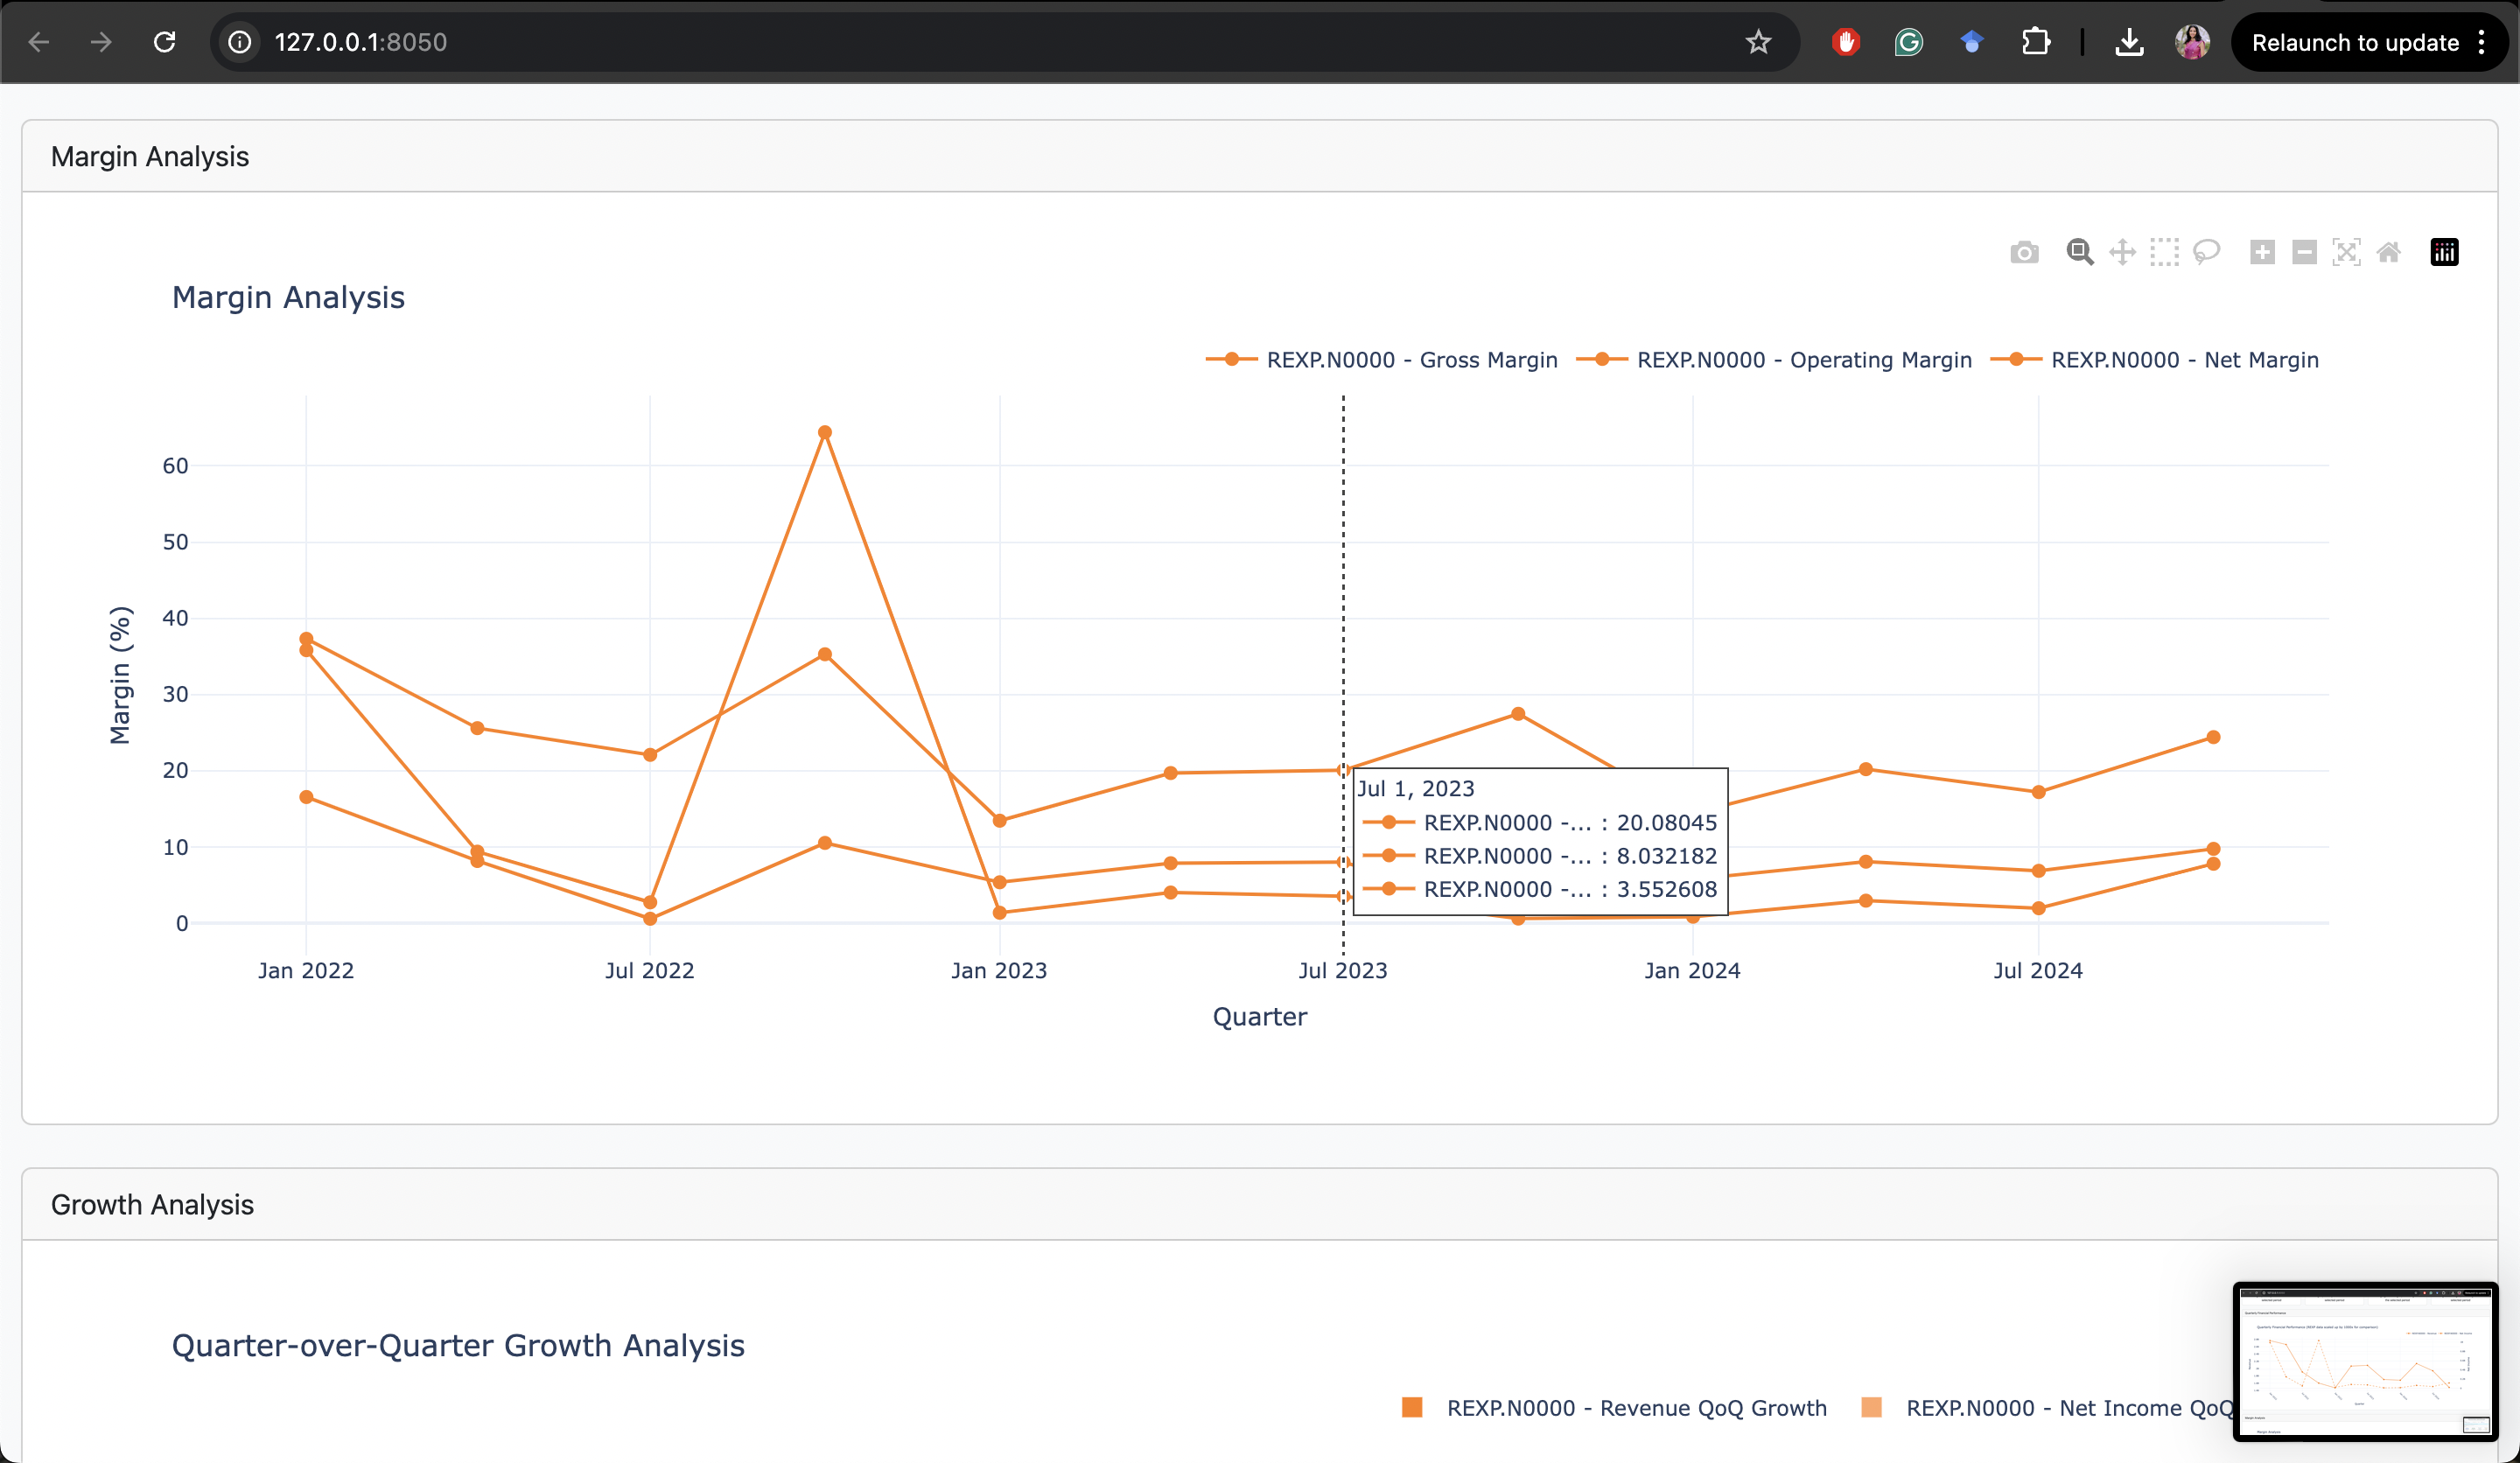 127.0.0.1:8050
Relaunch to update
Margin Analysis
Margin Analysis
REXP.N0000 - Gross Margin REXP.N0000 - Operating Margin REXP.N0000 - Net Margin
60
50
40
30
20
10
0
Margin (%)
Jul 1, 2023
REXP.N0000 -... : 20.08045
REXP.N0000 -... : 8.032182
REXP.N0000 -... : 3.552608
Jan 2022 Jul 2022 Jan 2023 Jul 2023 Jan 2024 Jul 2024
Quarter
Growth Analysis
Quarter-over-Quarter Growth Analysis
REXP.N0000 - Revenue QoQ Growth REXP.N0000 - Net Income QoQ